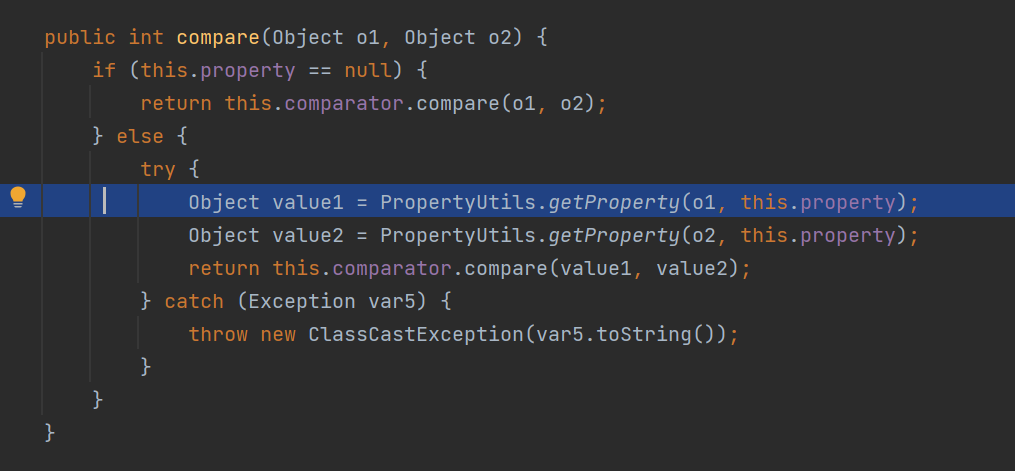 public int compare(Object o1, Object o2) {
if (this.property == null) {
return this.comparator.compare(o1, o2);
} else {
try {
Object value1 = PropertyUtils.getProperty(o1, this.property);
Object value2 = PropertyUtils.getProperty(o2, this.property);
return this.comparator.compare(value1, value2);
} catch (Exception var5) {
throw new ClassCastException(var5.toString());
}
}
}